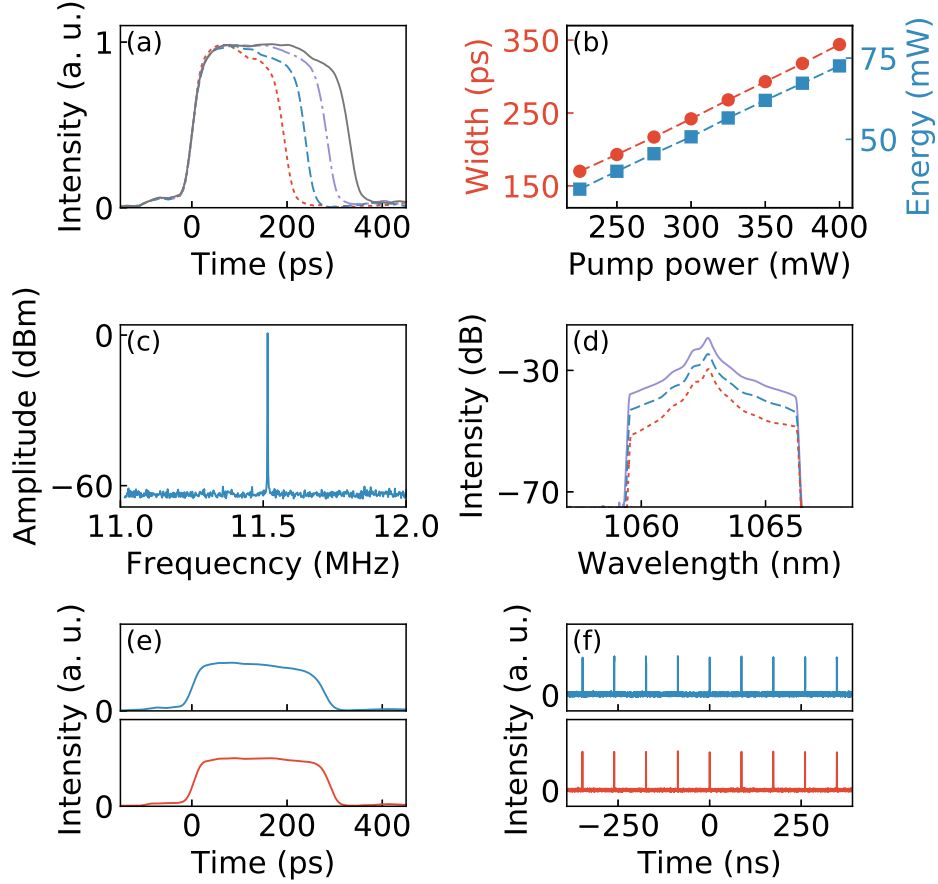 (a)
Intensity (a. u.)
1
0
0 200 400
Time (ps)
(b)
Width (ps)
350
250
150
75
50
Energy (mW)
250 300 350 400
Pump power (mW)
(c)
Amplitude (dBm)
0
−60
11.0 11.5 12.0
Frequecncy (MHz)
(d)
Intensity (dB)
−30
−70
1060 1065
Wavelength (nm)
(e)
Intensity (a. u.)
0
0
0 200 400
Time (ps)
(f)
Intensity (a. u.)
0
0
−250 0 250
Time (ns)